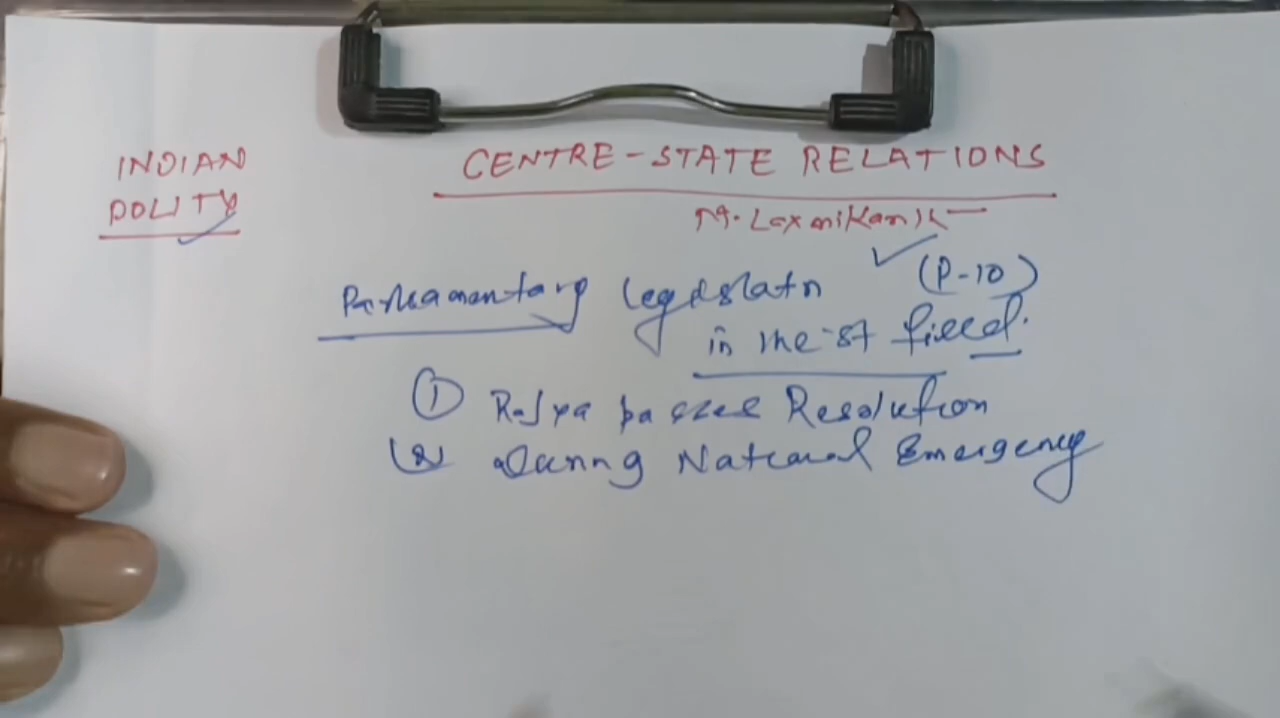 INDIAN
POLITY
CENTRE-STATE RELATIONS
M. Laxmikanth
Parliamentary legislatn (P-10)
in the st field.
① Rajya passed Resolution
(2) During National Emergency